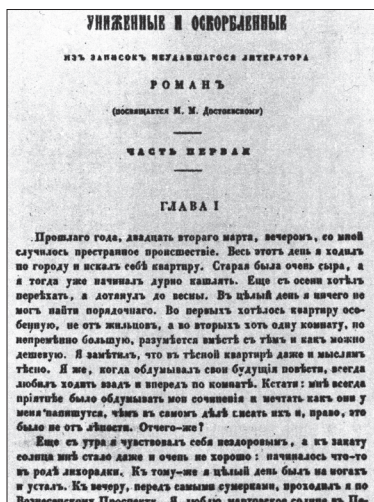 УНИЖЕННЫЕ И ОСКОРБЛЕННЫЕ
ИЗЪ ЗАПИСОКЪ НЕУДАВШАГОСЯ ЛИТЕРАТОРА
РОМАНЪ
(ПОСВЯЩАЕТСЯ М. М. ДОСТОЕВСКОМУ)
ЧАСТЬ ПЕРВАЯ
ГЛАВА I
Прошлаго года, двадцать втораго марта, вечеромъ, со мной
случилось престранное происшествіе. Весь этотъ день я ходилъ
по городу и искалъ себѣ квартиру. Старая была очень сыра, а
я тогда уже начиналъ дурно кашлять. Еще съ осени хотѣлъ
переѣхать, а дотянулъ до весны. Въ цѣлый день я ничего не
могъ найти порядочнаго. Во первыхъ хотѣлось квартиру осо-
бенную, не отъ жильцовъ, а во вторыхъ хоть одну комнату, но
непремѣнно большую, разумѣется вмѣстѣ съ тѣмъ и какъ можно
дешевую. Я замѣтилъ, что въ тѣсной квартирѣ даже и мыслямъ
тѣсно. Я же, когда обдумывалъ свои будущія повѣсти, всегда
любилъ ходить взадъ и впередъ по комнатѣ. Кстати: мнѣ всегда
пріятнѣе было обдумывать мои сочиненія и мечтать какъ они у
меня напишутся, чѣмъ въ самомъ дѣлѣ писать ихъ и, право, это
было не отъ лѣности. Отчего-же?
Еще съ утра я чувствовалъ себя нездоровымъ, а къ закату
солнца мнѣ стало даже и очень не хорошо: начиналось что-то
въ родѣ лихорадки. Къ тому-же я цѣлый день былъ на ногахъ
и усталъ. Къ вечеру, передъ самыми сумерками, проходилъ я по
Вознесенскому Проспекту. Я люблю мартовское солнце въ Пе-